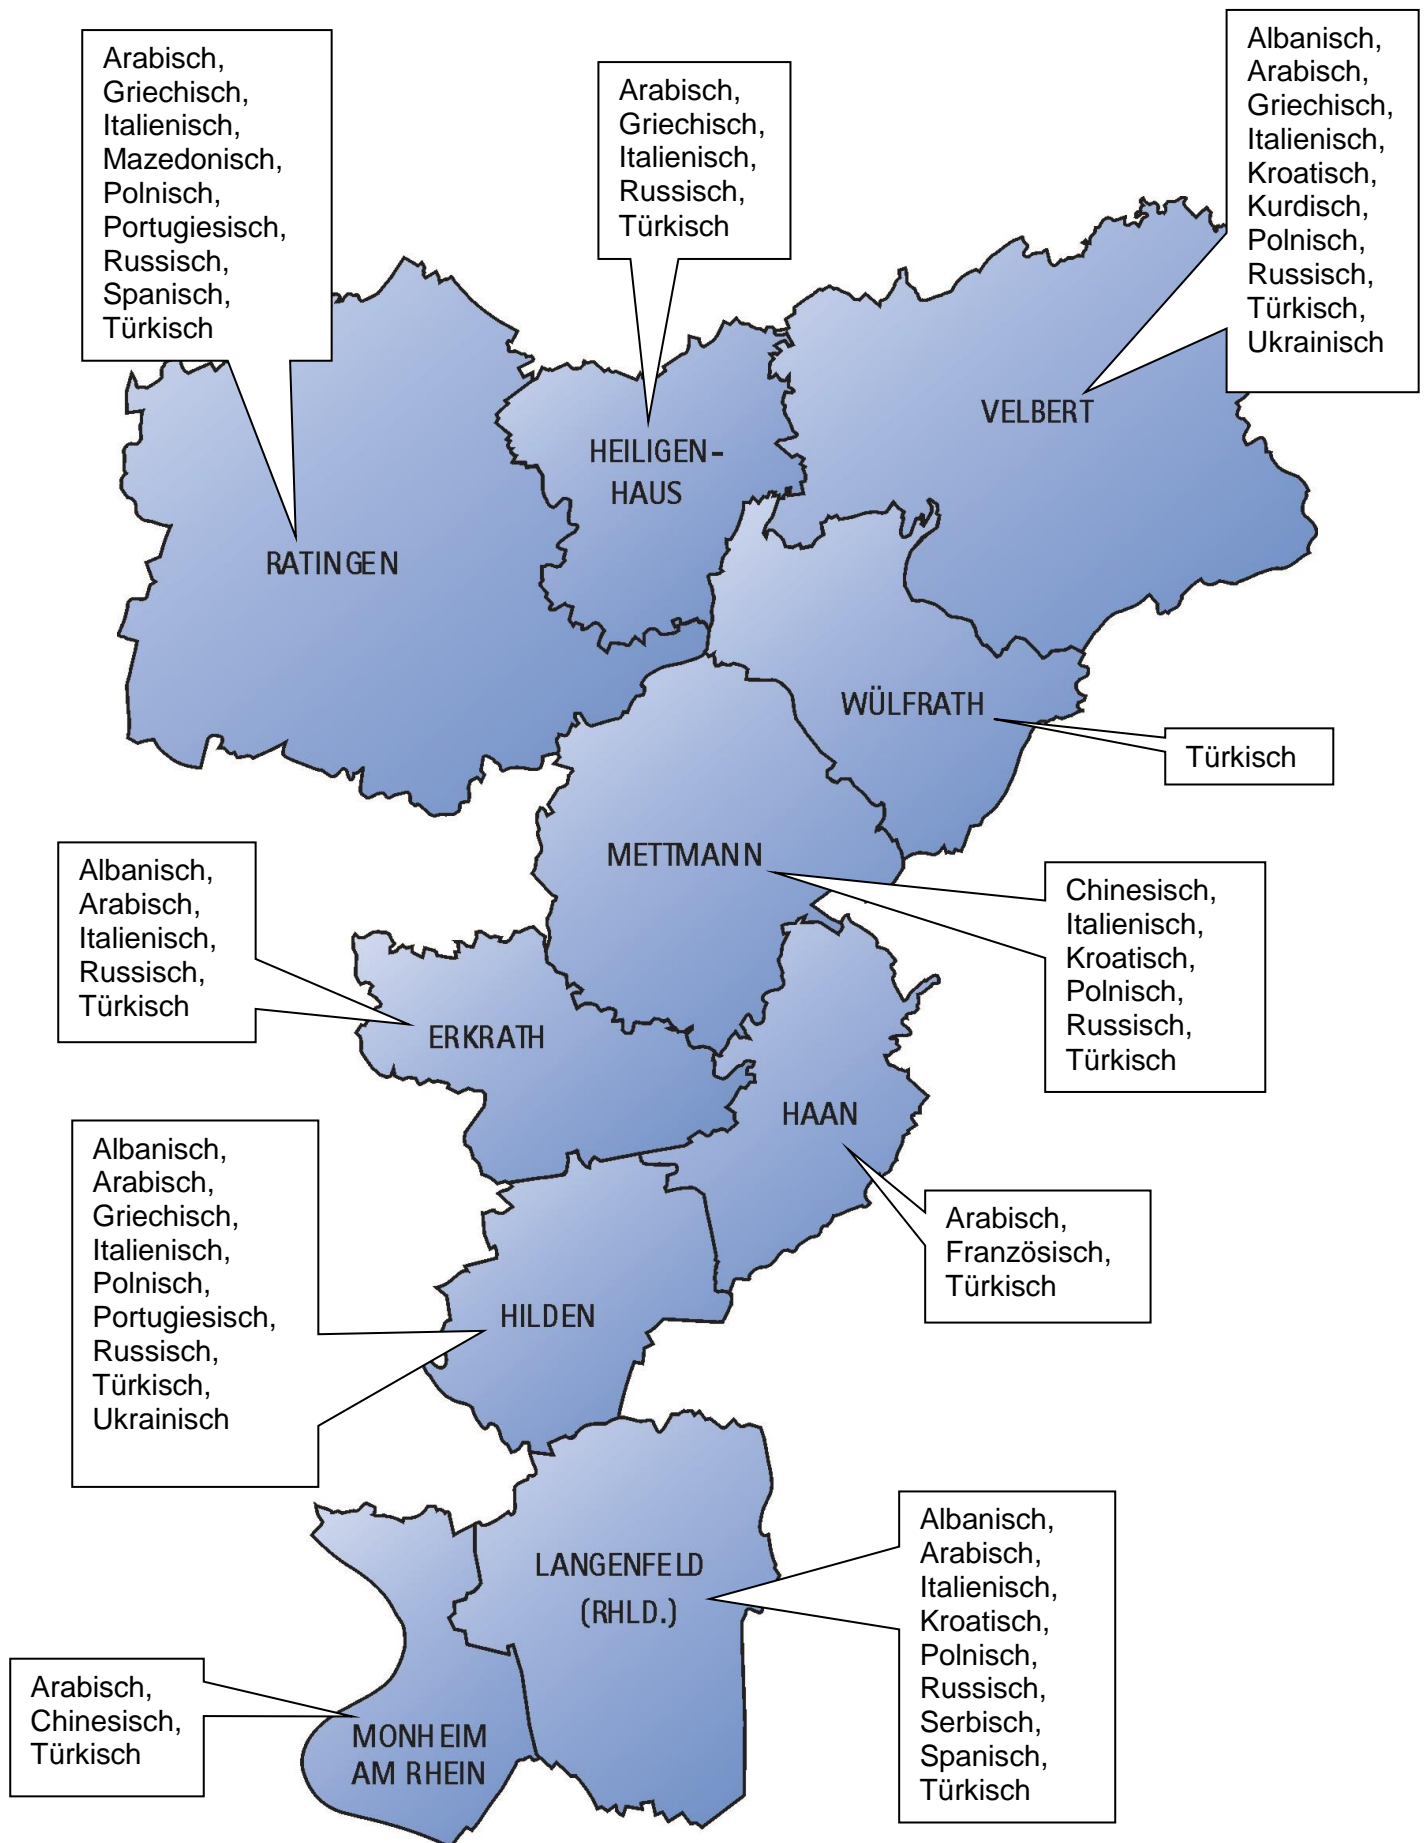 Arabisch,
Griechisch,
Italienisch,
Mazedonisch,
Polnisch,
Portugiesisch,
Russisch,
Spanisch,
Türkisch
Arabisch,
Griechisch,
Italienisch,
Russisch,
Türkisch
Albanisch,
Arabisch,
Griechisch,
Italienisch,
Kroatisch,
Kurdisch,
Polnisch,
Russisch,
Türkisch,
Ukrainisch
VELBERT
HEILIGEN-
HAUS
RATINGEN
WÜLFRATH
Türkisch
METTMANN
Albanisch,
Arabisch,
Italienisch,
Russisch,
Türkisch
Chinesisch,
Italienisch,
Kroatisch,
Polnisch,
Russisch,
Türkisch
ERKRATH
HAAN
Albanisch,
Arabisch,
Griechisch,
Italienisch,
Polnisch,
Portugiesisch,
Russisch,
Türkisch,
Ukrainisch
Arabisch,
Französisch,
Türkisch
HILDEN
LANGENFELD
(RHLD.)
Albanisch,
Arabisch,
Italienisch,
Kroatisch,
Polnisch,
Russisch,
Serbisch,
Spanisch,
Türkisch
Arabisch,
Chinesisch,
Türkisch
MONHEIM
AM RHEIN